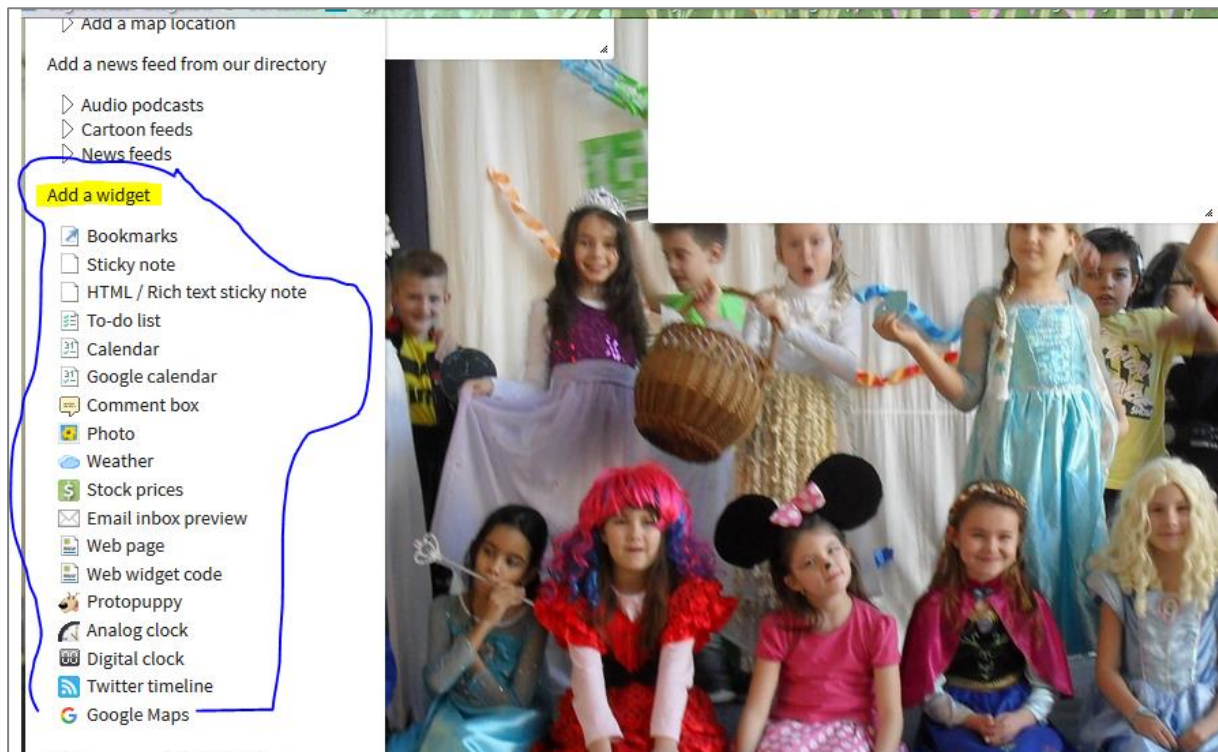 Add a map location
Add a news feed from our directory
Audio podcasts
Cartoon feeds
News feeds
Add a widget
Bookmarks
Sticky note
HTML / Rich text sticky note
To-do list
Calendar
Google calendar
Comment box
Photo
Weather
Stock prices
Email inbox preview
Web page
Web widget code
Protopuppy
Analog clock
Digital clock
Twitter timeline
Google Maps